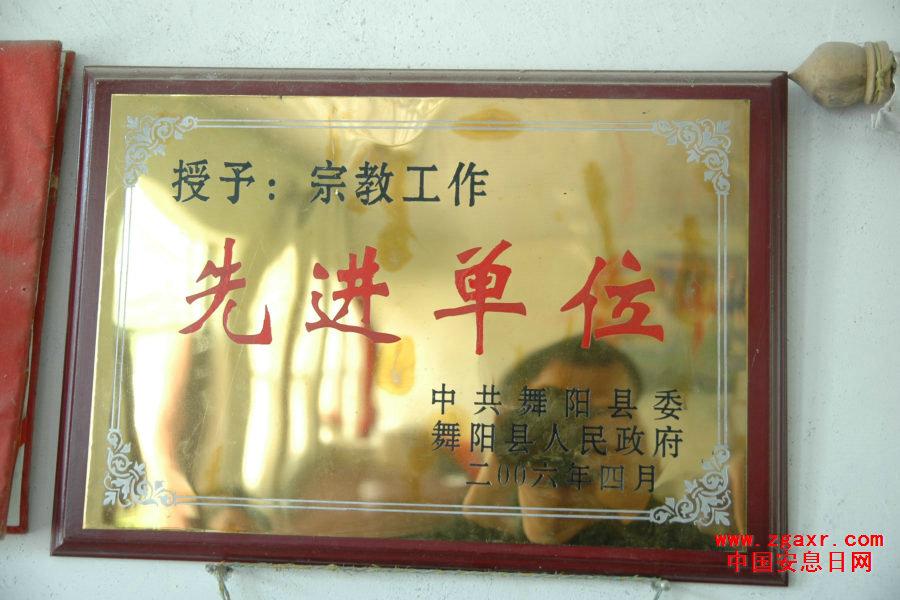 授予：宗教工作
先进单位
中共舞阳县委
舞阳县人民政府
二00六年四月
www.zgaxr.com
中国安息日网